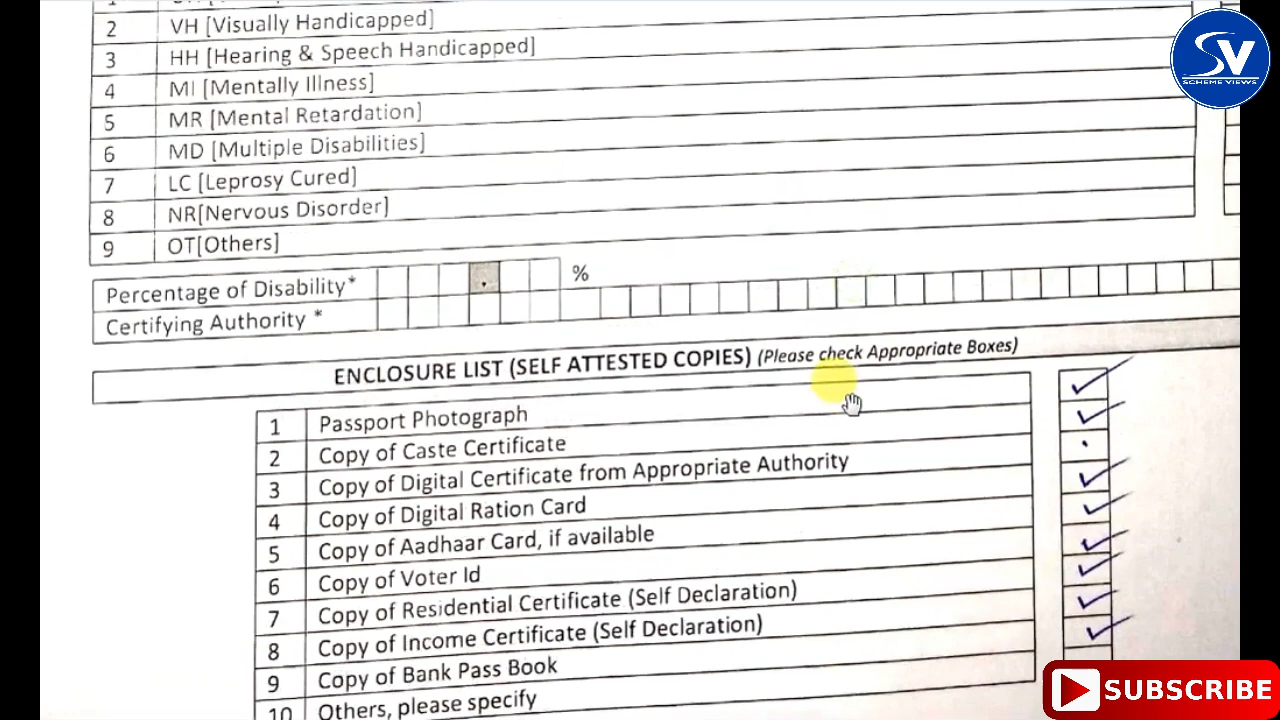 2 VH [Visually Handicapped]
3 HH [Hearing & Speech Handicapped]
4 MI [Mentally Illness]
5 MR [Mental Retardation]
6 MD [Multiple Disabilities]
7 LC [Leprosy Cured]
8 NR[Nervous Disorder]
9 OT[Others]
Percentage of Disability* . %
Certifying Authority *
ENCLOSURE LIST (SELF ATTESTED COPIES) (Please check Appropriate Boxes)
1 Passport Photograph
2 Copy of Caste Certificate
3 Copy of Digital Certificate from Appropriate Authority
4 Copy of Digital Ration Card
5 Copy of Aadhaar Card, if available
6 Copy of Voter Id
7 Copy of Residential Certificate (Self Declaration)
8 Copy of Income Certificate (Self Declaration)
9 Copy of Bank Pass Book
10 Others, please specify
SV
SCHEME VIEWS
SUBSCRIBE